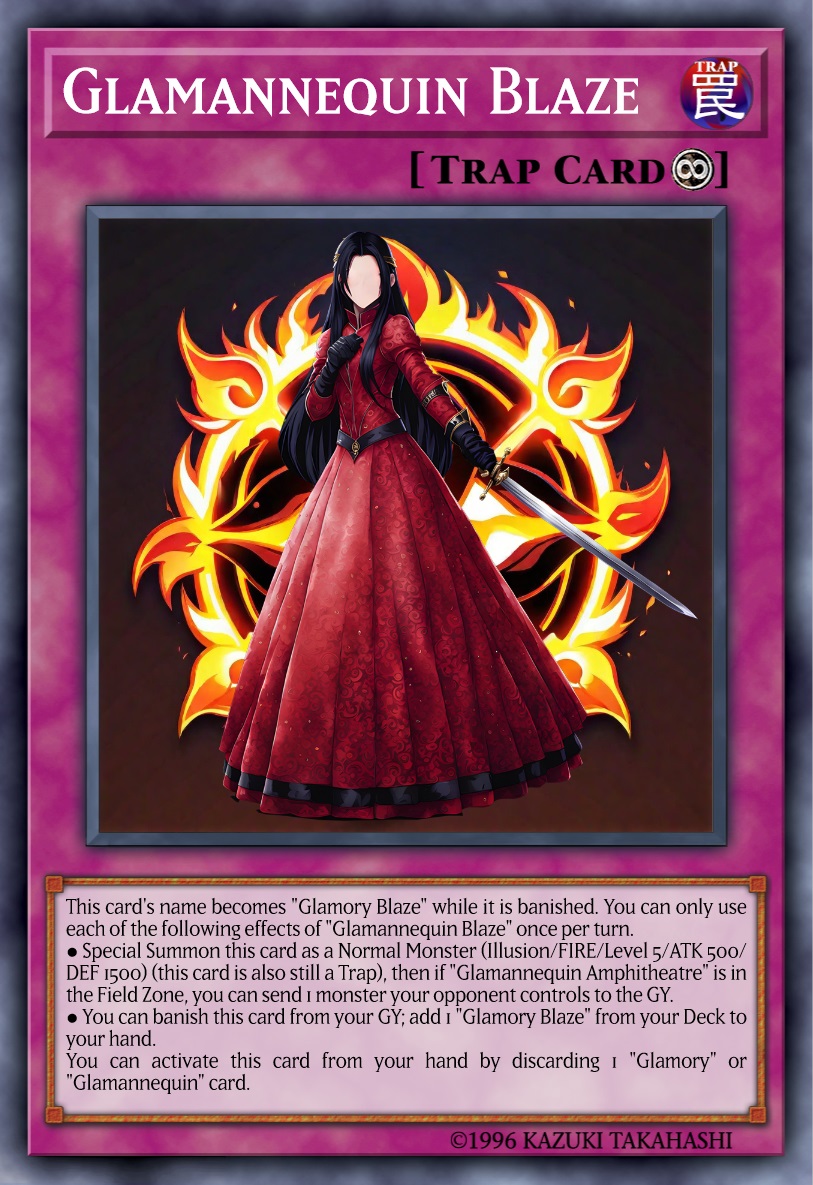 Glamannequin Blaze
TRAP
罠
[Trap Card]
This card's name becomes "Glamory Blaze" while it is banished. You can only use
each of the following effects of "Glamannequin Blaze" once per turn.
● Special Summon this card as a Normal Monster (Illusion/FIRE/Level 5/ATK 500/
DEF 1500) (this card is also still a Trap), then if "Glamannequin Amphitheatre" is in
the Field Zone, you can send 1 monster your opponent controls to the GY.
● You can banish this card from your GY; add 1 "Glamory Blaze" from your Deck to
your hand.
You can activate this card from your hand by discarding 1 "Glamory" or
"Glamannequin" card.
©1996 KAZUKI TAKAHASHI